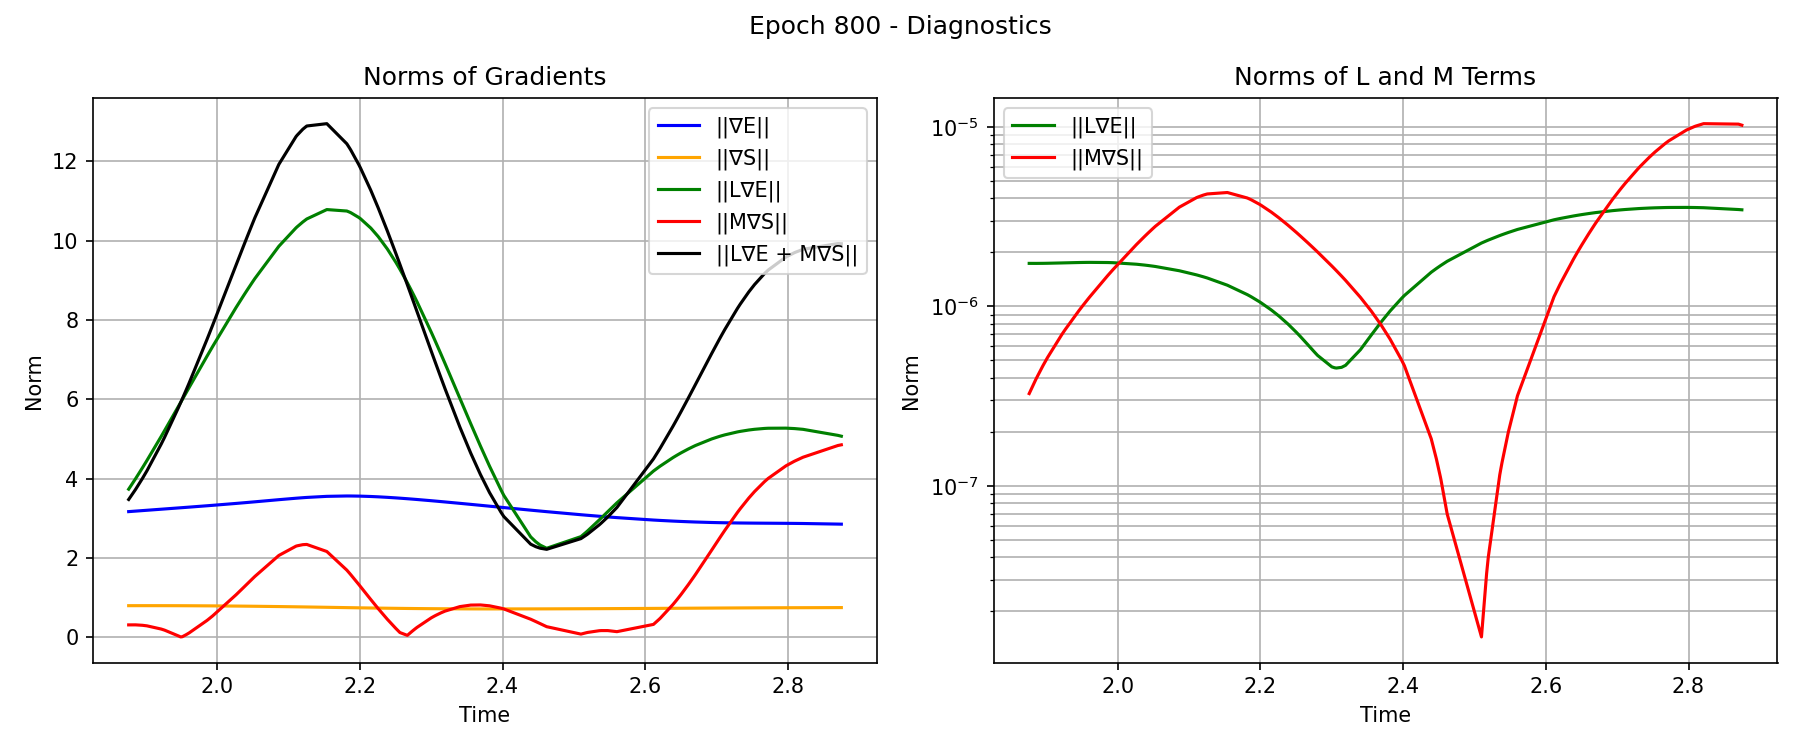 Epoch 800 - Diagnostics
Norms of Gradients
Norm
12
10
8
6
4
2
0
||∇E||
||∇S||
||L∇E||
||M∇S||
||L∇E + M∇S||
2.0 2.2 2.4 2.6 2.8
Time
Norms of L and M Terms
Norm
10⁻⁵
10⁻⁶
10⁻⁷
||L∇E||
||M∇S||
2.0 2.2 2.4 2.6 2.8
Time